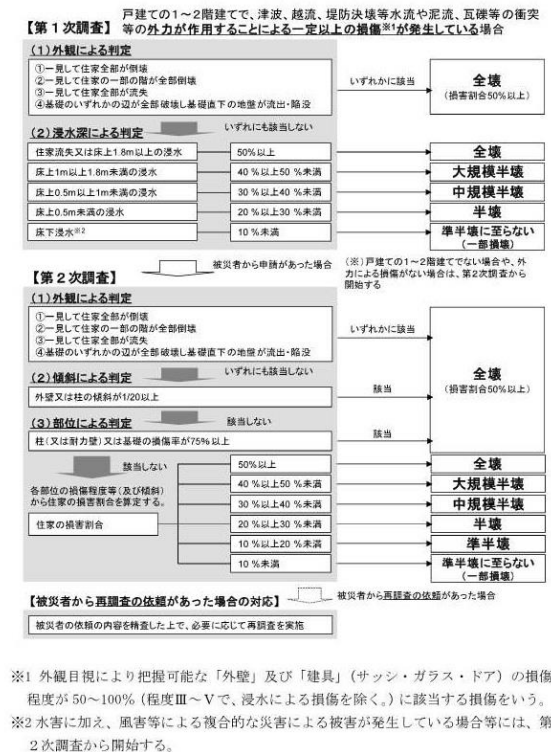 【第1次調査】
戸建ての1～2階建てで、津波、越流、堤防決壊等水流や泥流、瓦礫等の衝突
等の外力が作用することによる一定以上の損傷※1が発生している場合
(1)外観による判定
①一見して住家全部が倒壊
②一見して住家の一部の階が全部倒壊
③一見して住家全部が流失
④基礎のいずれかの辺が全部破壊し基礎直下の地盤が流出・陥没
いずれかに該当
全壊
(損害割合50%以上)
いずれにも該当しない
(2)浸水深による判定
住家流失又は床上1.8m以上の浸水
50%以上
全壊
床上1m以上1.8m未満の浸水
40 %以上50 %未満
大規模半壊
床上0.5m以上1m未満の浸水
30 %以上40 %未満
中規模半壊
床上0.5m未満の浸水
20 %以上30 %未満
半壊
床下浸水※2
10 %未満
準半壊に至らない
(一部損壊)
被災者から申請があった場合
(※)戸建ての1～2階建てでない場合や、外
力による損傷がない場合は、第2次調査から
開始する
【第2次調査】
(1)外観による判定
①一見して住家全部が倒壊
②一見して住家の一部の階が全部倒壊
③一見して住家全部が流失
④基礎のいずれかの辺が全部破壊し基礎直下の地盤が流出・陥没
いずれかに該当
全壊
(損害割合50%以上)
いずれにも該当しない
(2)傾斜による判定
外壁又は柱の傾斜が1/20以上
該当
該当しない
(3)部位による判定
柱(又は耐力壁)又は基礎の損傷率が75%以上
該当
該当しない
各部位の損傷程度等(及び傾斜)
から住家の損害割合を算定する。
住家の損害割合
50%以上
全壊
40 %以上50 %未満
大規模半壊
30 %以上40 %未満
中規模半壊
20 %以上30 %未満
半壊
10 %以上20 %未満
準半壊
10 %未満
準半壊に至らない
(一部損壊)
【被災者から再調査の依頼があった場合の対応】
被災者から再調査の依頼があった場合
被災者の依頼の内容を精査した上で、必要に応じて再調査を実施
※1 外観目視により把握可能な「外壁」及び「建具」(サッシ・ガラス・ドア)の損傷
程度が 50～100%(程度Ⅲ～Ⅴで、浸水による損傷を除く。)に該当する損傷をいう。
※2 水害に加え、風害等による複合的な災害による被害が発生している場合等には、第
2次調査から開始する。